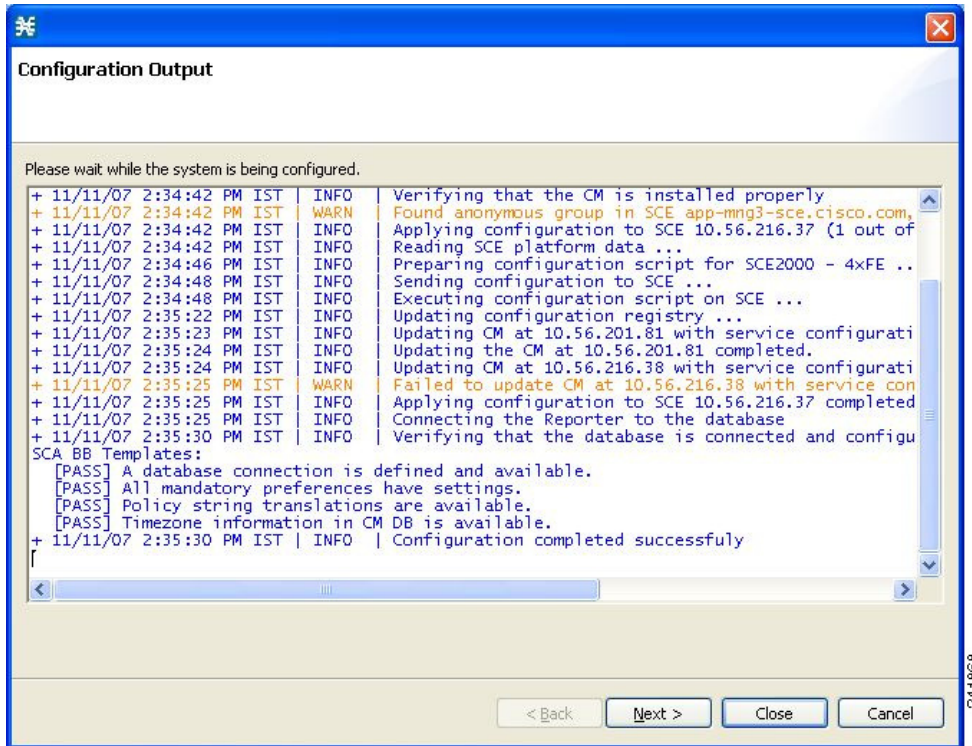 Configuration Output
Please wait while the system is being configured.
+ 11/11/07 2:34:42 PM IST | INFO | Verifying that the CM is installed properly
+ 11/11/07 2:34:42 PM IST | WARN | Found anonymous group in SCE app-mng3-sce.cisco.com,
+ 11/11/07 2:34:42 PM IST | INFO | Applying configuration to SCE 10.56.216.37 (1 out of
+ 11/11/07 2:34:42 PM IST | INFO | Reading SCE platform data ...
+ 11/11/07 2:34:46 PM IST | INFO | Preparing configuration script for SCE2000 - 4xFE ..
+ 11/11/07 2:34:48 PM IST | INFO | Sending configuration to SCE ...
+ 11/11/07 2:34:48 PM IST | INFO | Executing configuration script on SCE ...
+ 11/11/07 2:35:22 PM IST | INFO | Updating configuration registry ...
+ 11/11/07 2:35:23 PM IST | INFO | Updating CM at 10.56.201.81 with service configurati
+ 11/11/07 2:35:24 PM IST | INFO | Updating the CM at 10.56.201.81 completed.
+ 11/11/07 2:35:24 PM IST | INFO | Updating CM at 10.56.216.38 with service configurati
+ 11/11/07 2:35:25 PM IST | WARN | Failed to update CM at 10.56.216.38 with service con
+ 11/11/07 2:35:25 PM IST | INFO | Applying configuration to SCE 10.56.216.37 completed
+ 11/11/07 2:35:25 PM IST | INFO | Connecting the Reporter to the database
+ 11/11/07 2:35:30 PM IST | INFO | Verifying that the database is connected and configu
SCA BB Templates:
[PASS] A database connection is defined and available.
[PASS] All mandatory preferences have settings.
[PASS] Policy string translations are available.
[PASS] Timezone information in CM DB is available.
+ 11/11/07 2:35:30 PM IST | INFO | Configuration completed successfuly
< Back
Next >
Close
Cancel